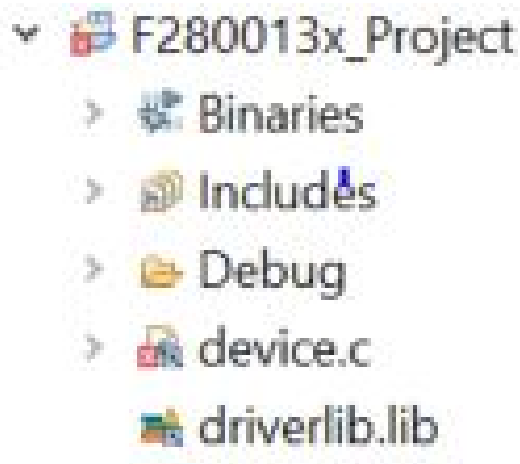 F280013x_Project
Binaries
Includes
Debug
device.c
driverlib.lib